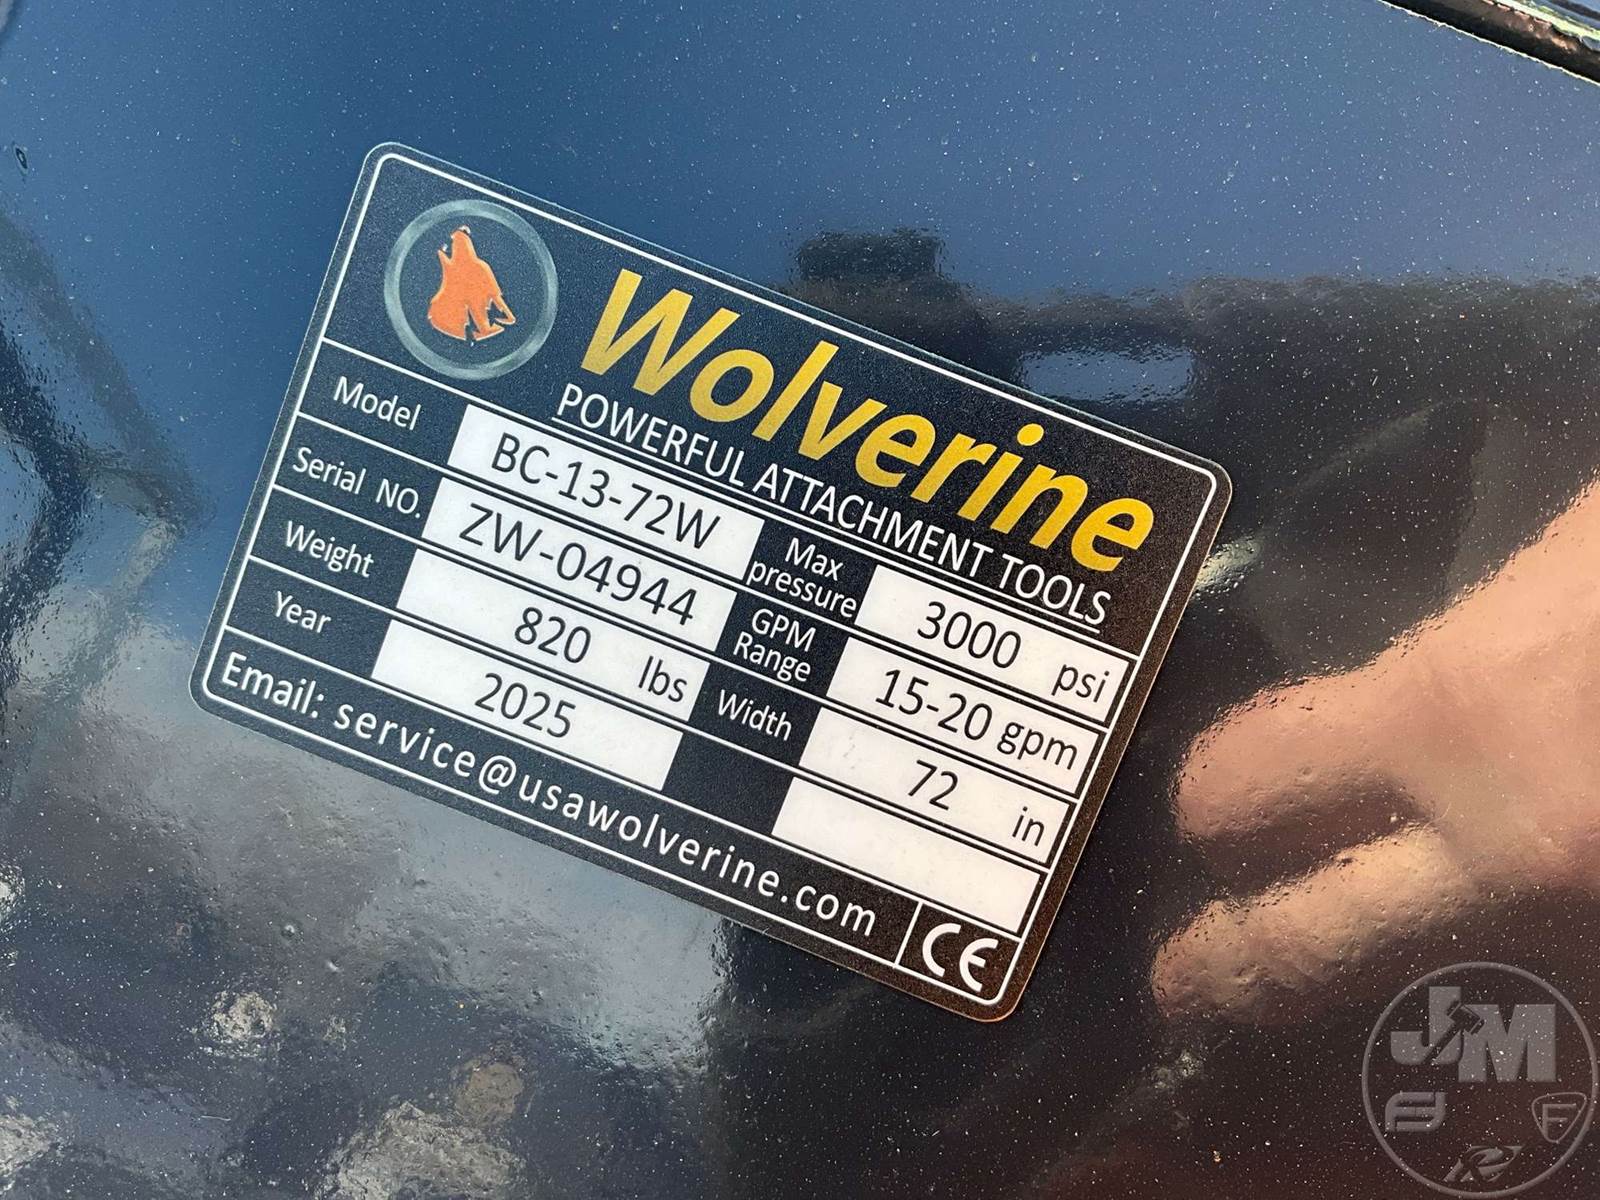 Wolverine
POWERFUL ATTACHMENT TOOLS
Model BC-13-72W Max pressure 3000 psi
Serial NO. ZW-04944 GPM Range 15-20 gpm
Weight 820 lbs Width 72 in
Year 2025
Email: service@usawolverine.com CE
JM
F